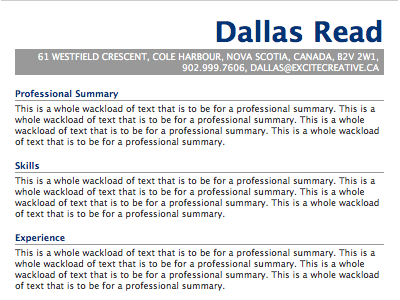 Dallas Read
61 WESTFIELD CRESCENT, COLE HARBOUR, NOVA SCOTIA, CANADA, B2V 2W1,
902.999.7606, DALLAS@EXCITECREATIVE.CA
Professional Summary
This is a whole wackload of text that is to be for a professional summary. This is a
whole wackload of text that is to be for a professional summary. This is a whole
wackload of text that is to be for a professional summary. This is a whole wackload of
text that is to be for a professional summary.
Skills
This is a whole wackload of text that is to be for a professional summary. This is a
whole wackload of text that is to be for a professional summary. This is a whole
wackload of text that is to be for a professional summary. This is a whole wackload of
text that is to be for a professional summary.
Experience
This is a whole wackload of text that is to be for a professional summary. This is a
whole wackload of text that is to be for a professional summary. This is a whole
wackload of text that is to be for a professional summary. This is a whole wackload of
text that is to be for a professional summary.